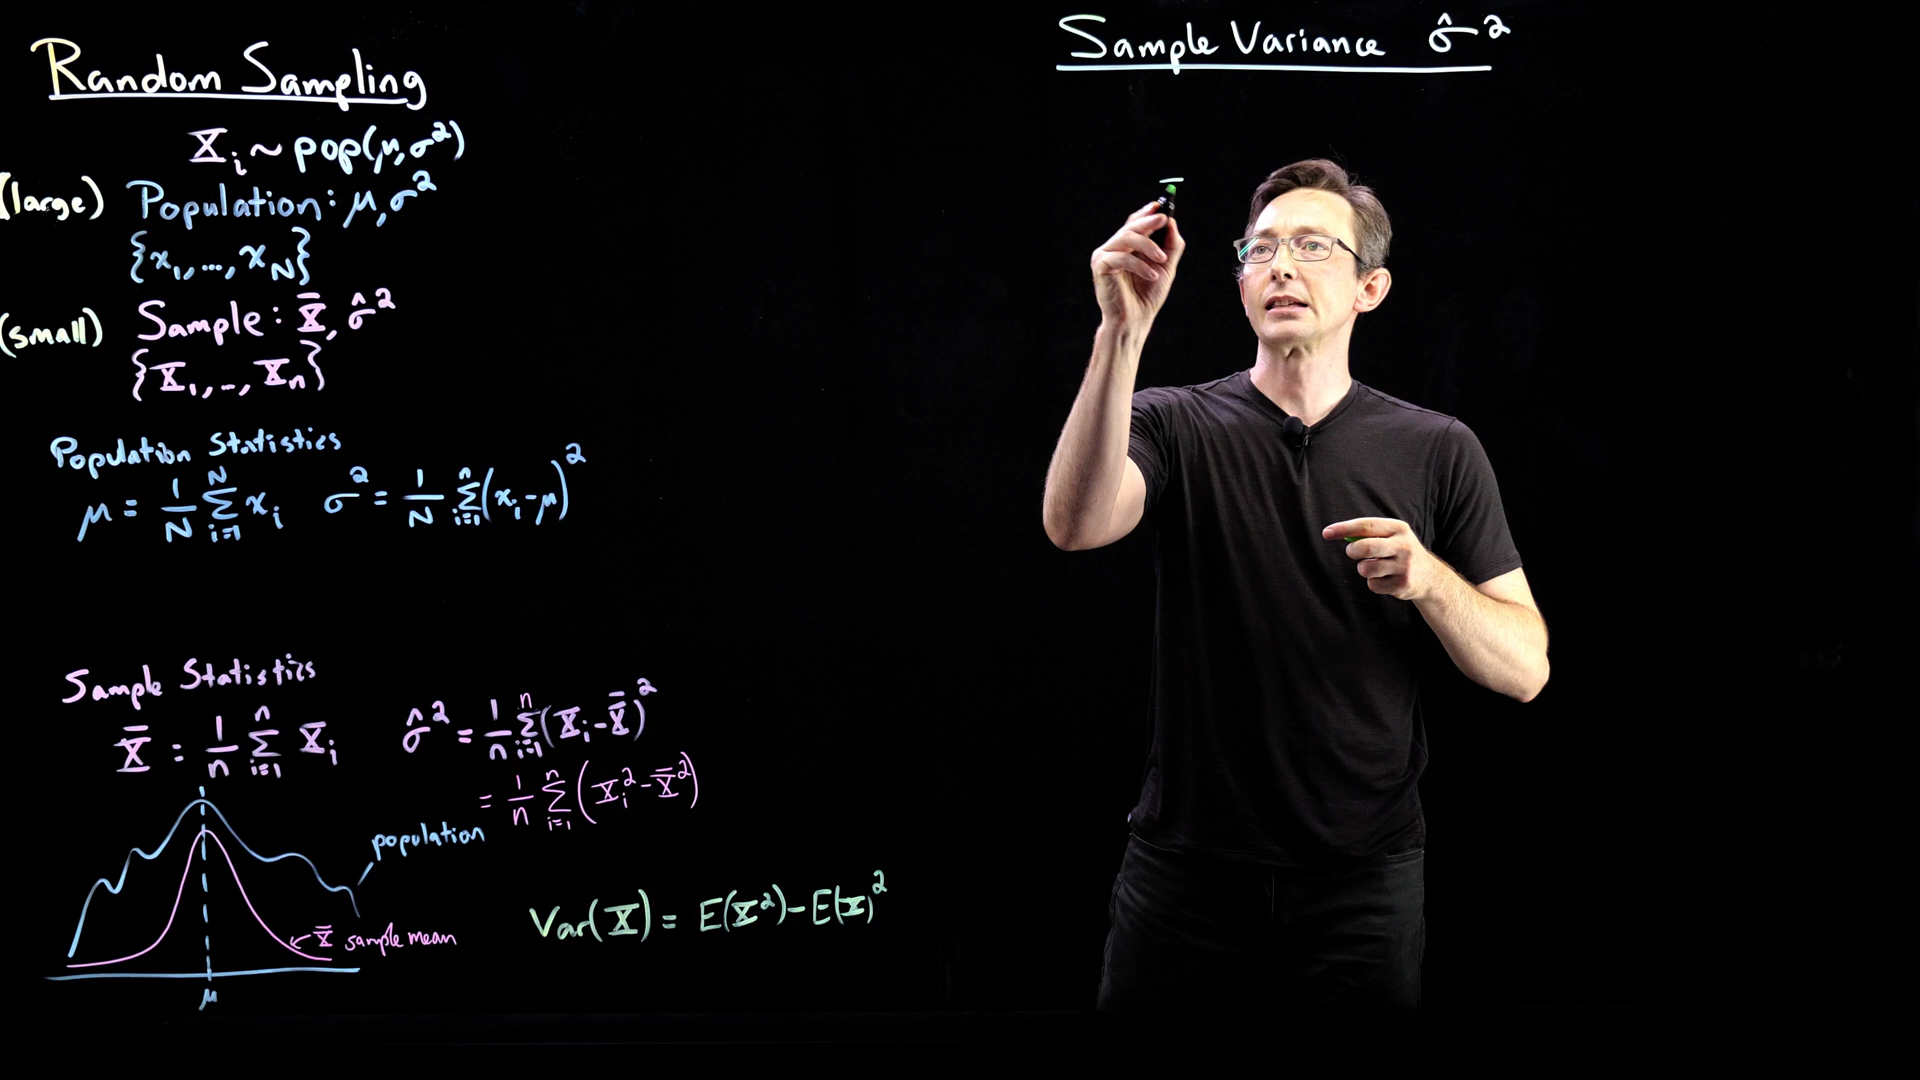 Random Sampling
X_i ~ pop(μ, σ²)
(large) Population: μ, σ²
{x₁, ..., x_N}
(small) Sample: X̄, σ̂²
{X₁, .., X_n}
Population Statistics
μ = 1/N Σ_{i=1}^{N} x_i    σ² = 1/N Σ_{i=1}^{n} (x_i - μ)²
Sample Statistics
X̄ = 1/n Σ_{i=1}^{n} X_i    σ̂² = 1/n Σ_{i=1}^{n} (X_i - X̄)²
= 1/n Σ_{i=1}^{n} (X_i² - X̄²)
population
X̄ sample mean
μ
Var(X) = E(X²) - E(X)²
Sample Variance σ̂²